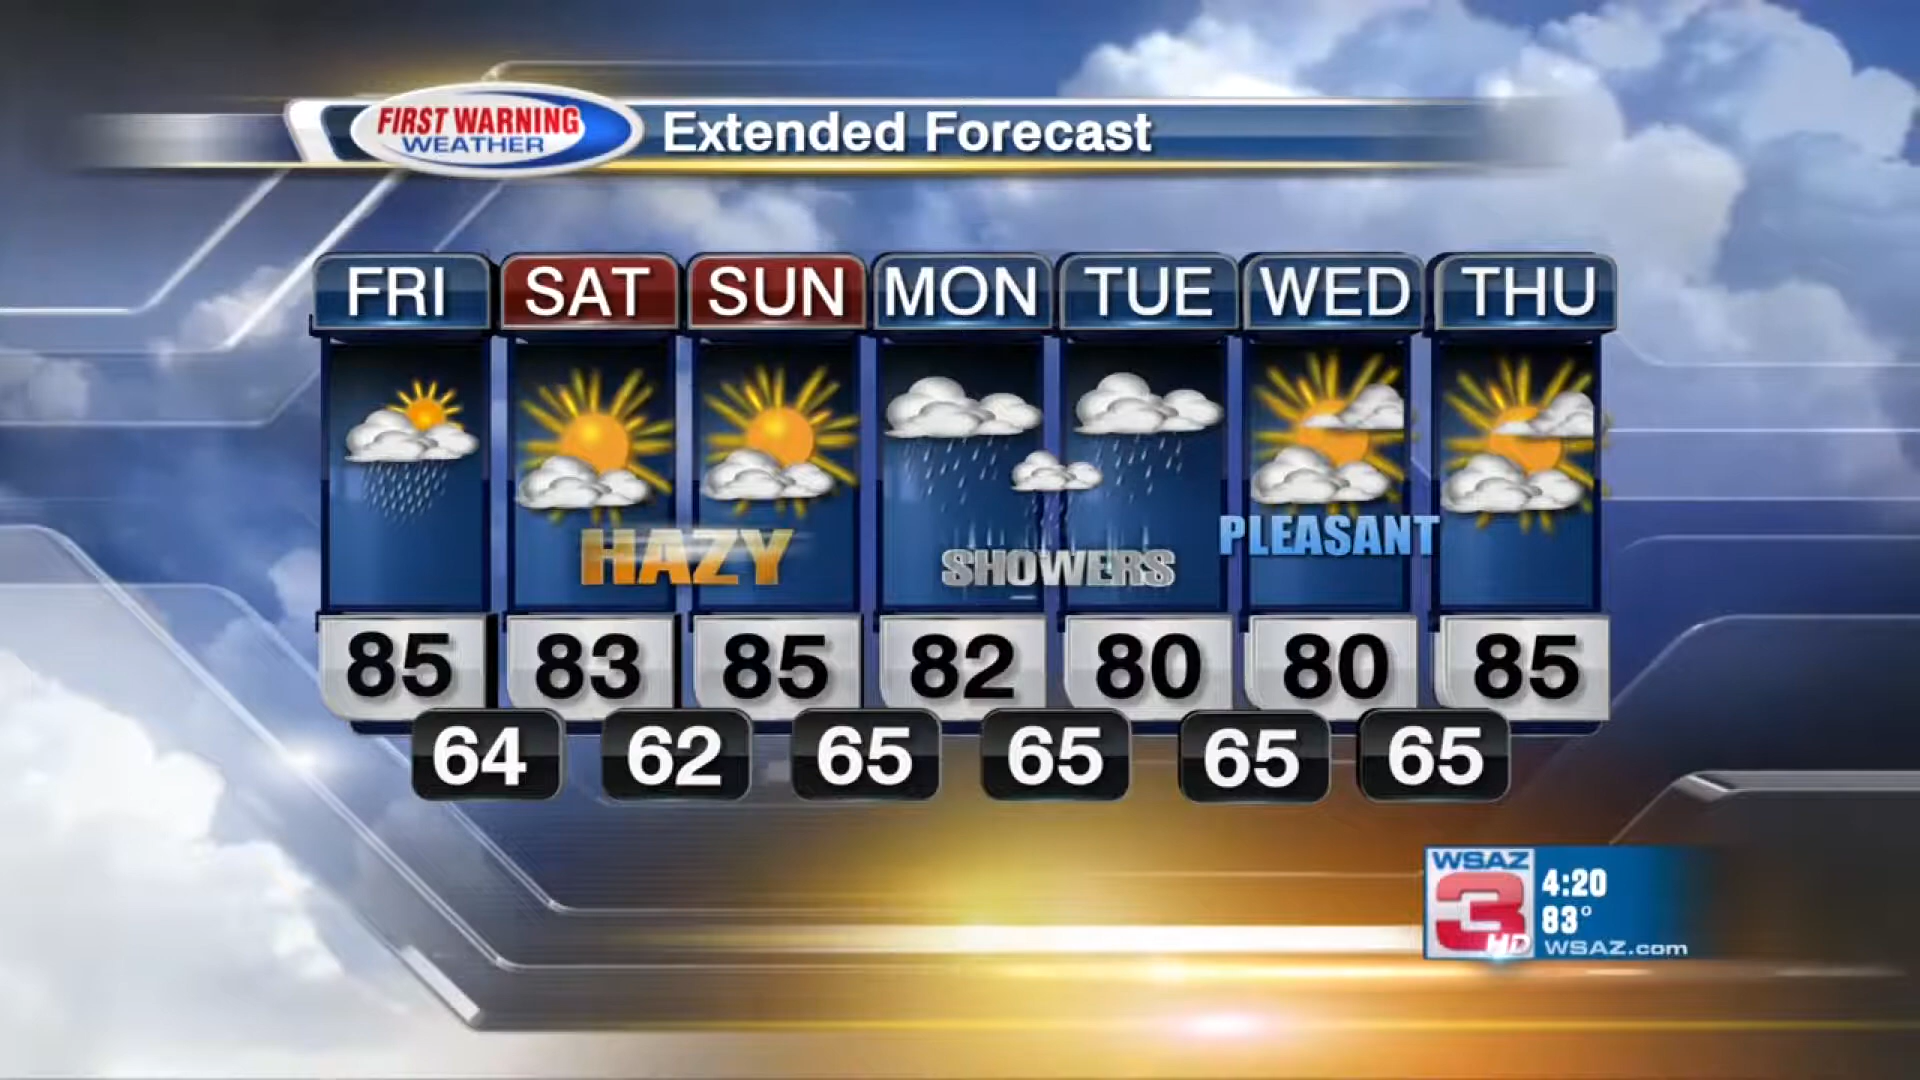 FIRST WARNING
WEATHER
Extended Forecast
FRI SAT SUN MON TUE WED THU
HAZY SHOWERS PLEASANT
85 83 85 82 80 80 85
64 62 65 65 65 65
WSAZ
3
HD
4:20
83°
WSAZ.com